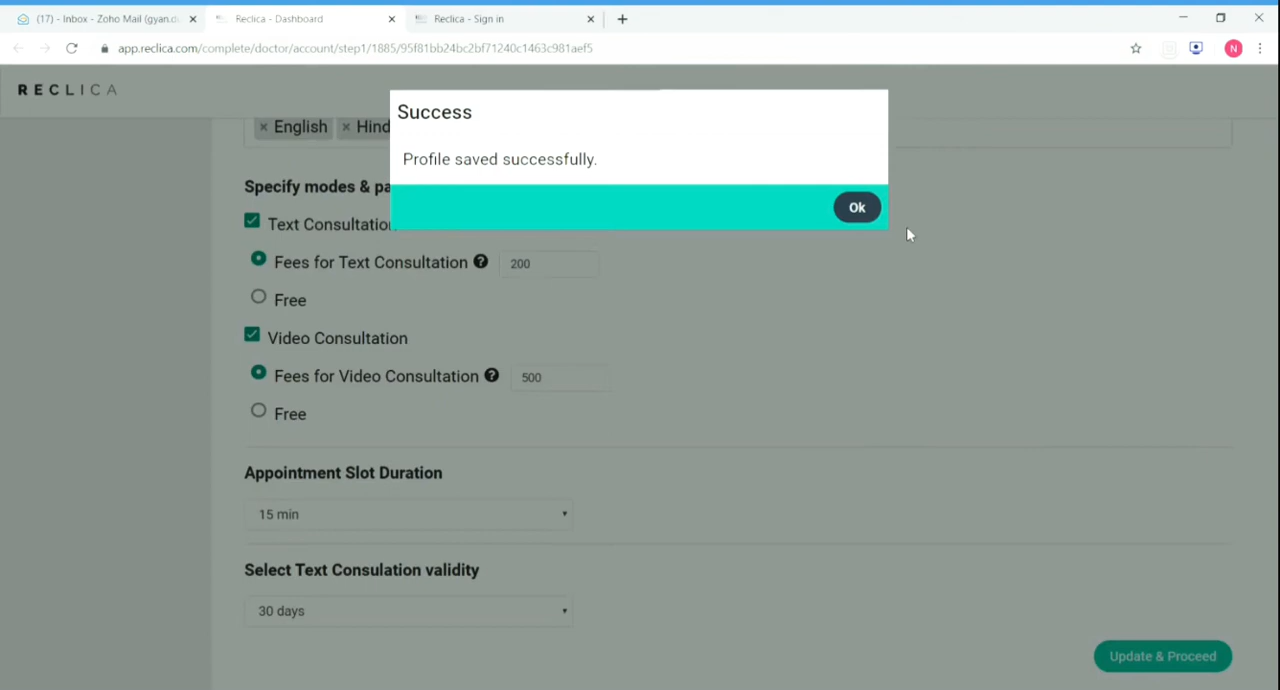 (17) - Inbox - Zoho Mail (gyan.d
Reclica - Dashboard
Reclica - Sign in
app.reclica.com/complete/doctor/account/step1/1885/95f81bb24bc2bf71240c1463c981aef5
N
RECLICA
Success
× English × Hind
Profile saved successfully.
Specify modes & pa
Ok
Text Consultation
Fees for Text Consultation ? 200
Free
Video Consultation
Fees for Video Consultation ? 500
Free
Appointment Slot Duration
15 min
Select Text Consulation validity
30 days
Update & Proceed